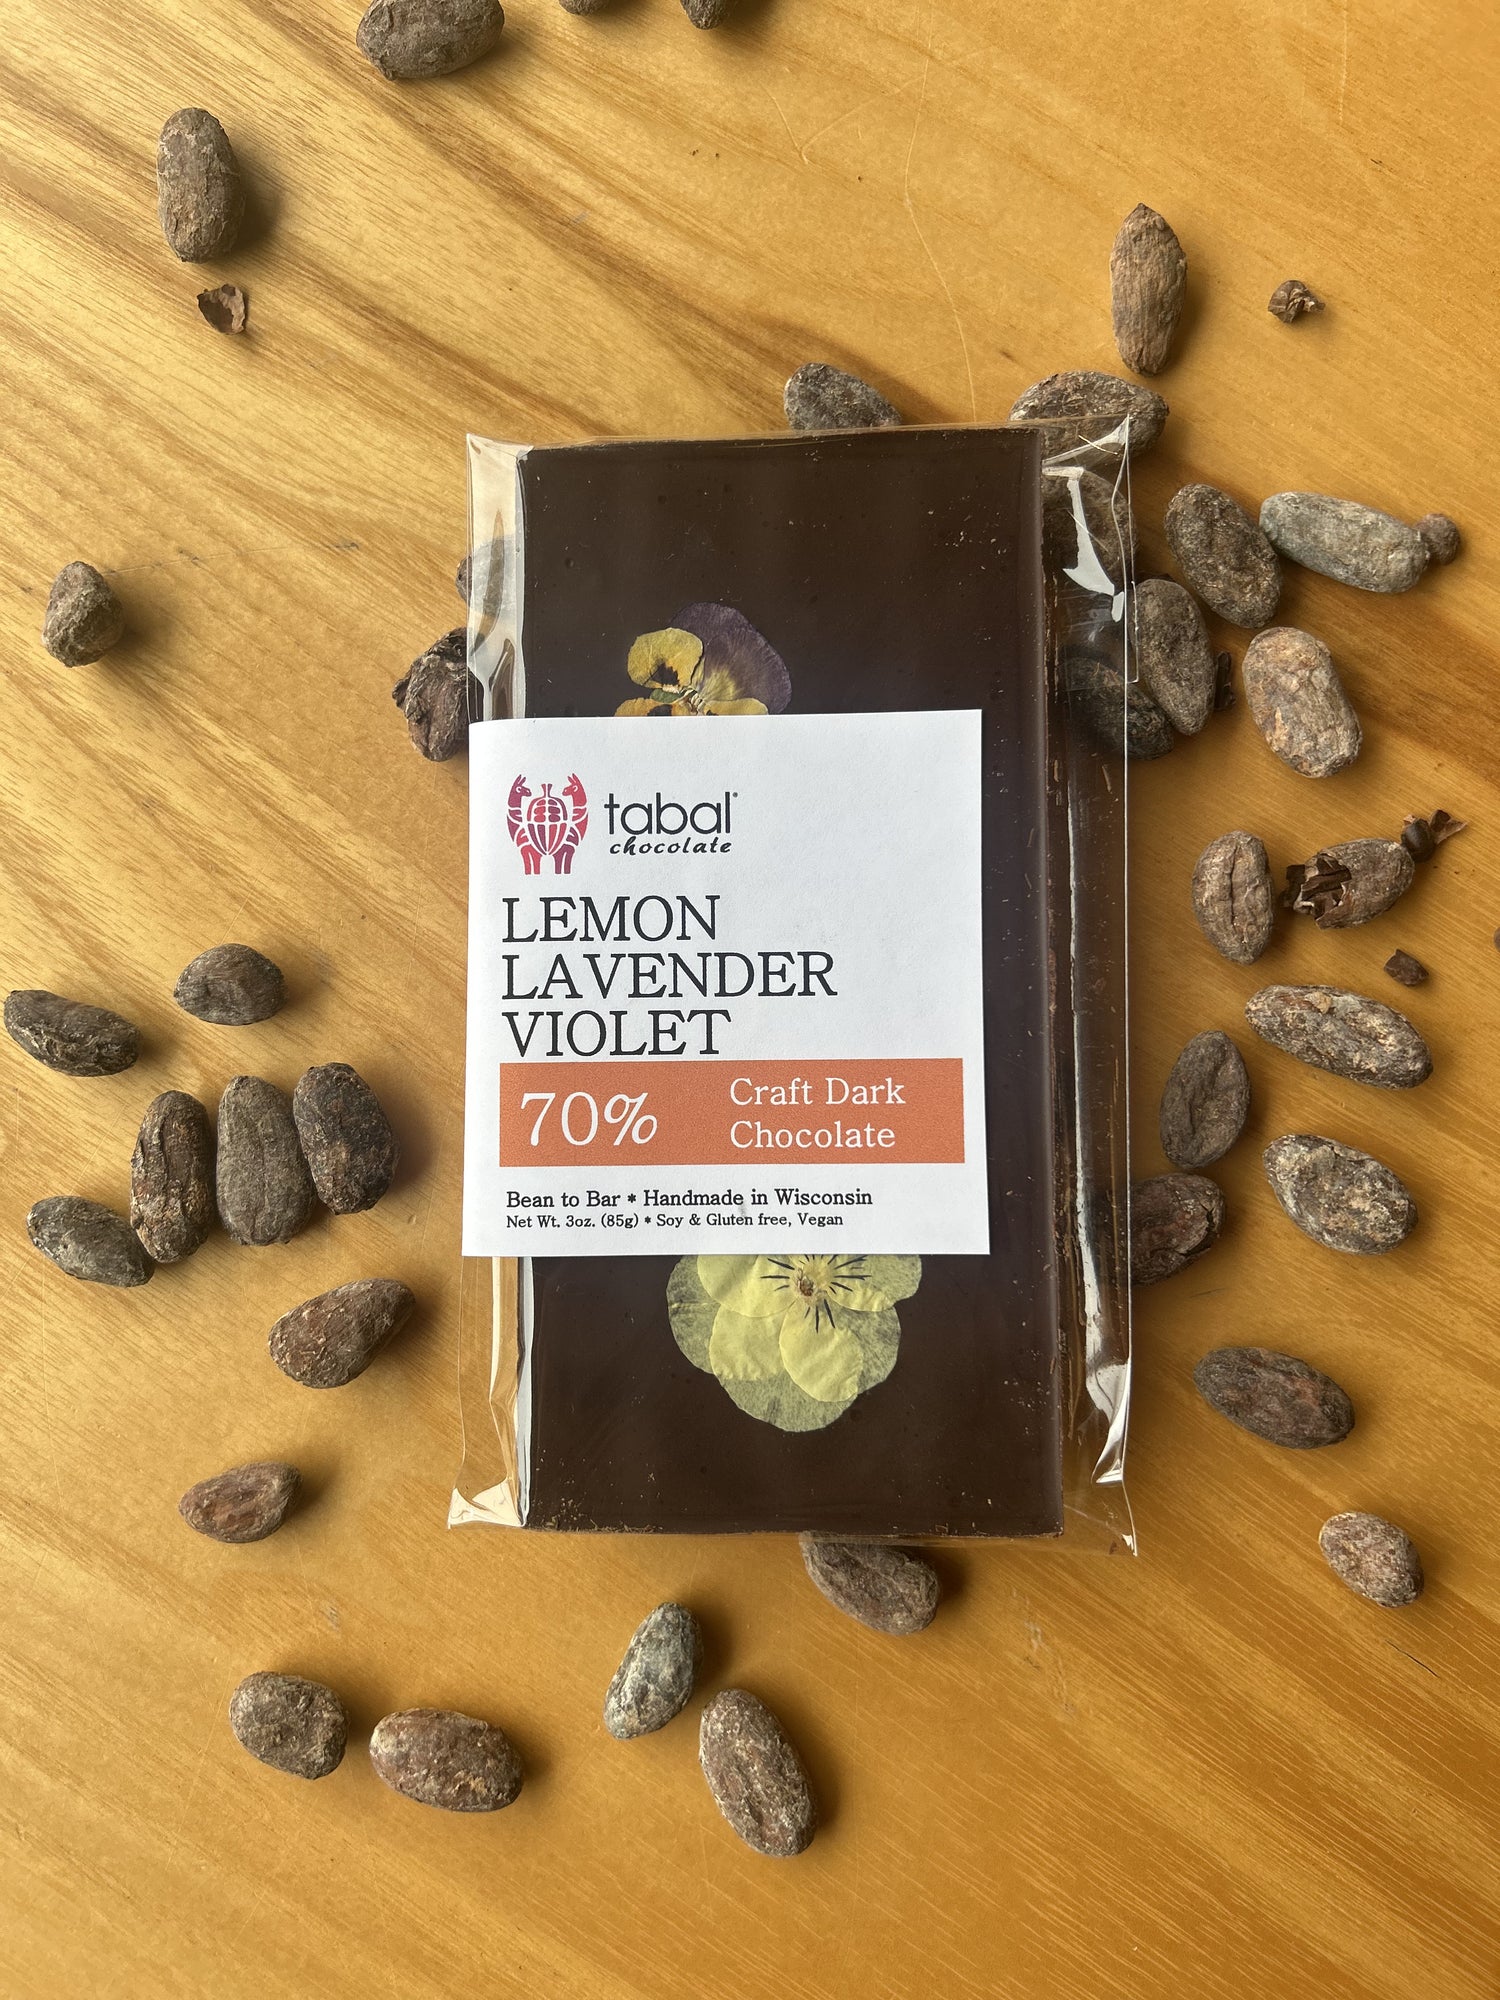 tabal®
chocolate
LEMON
LAVENDER
VIOLET
70%
Craft Dark
Chocolate
Bean to Bar * Handmade in Wisconsin
Net Wt. 3oz. (85g) * Soy & Gluten free, Vegan